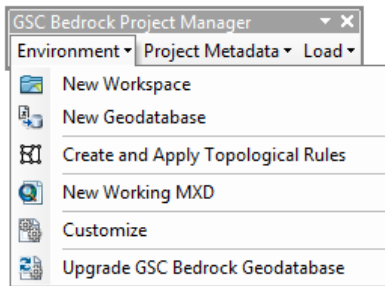 GSC Bedrock Project Manager
Environment Project Metadata Load
New Workspace
New Geodatabase
Create and Apply Topological Rules
New Working MXD
Customize
Upgrade GSC Bedrock Geodatabase